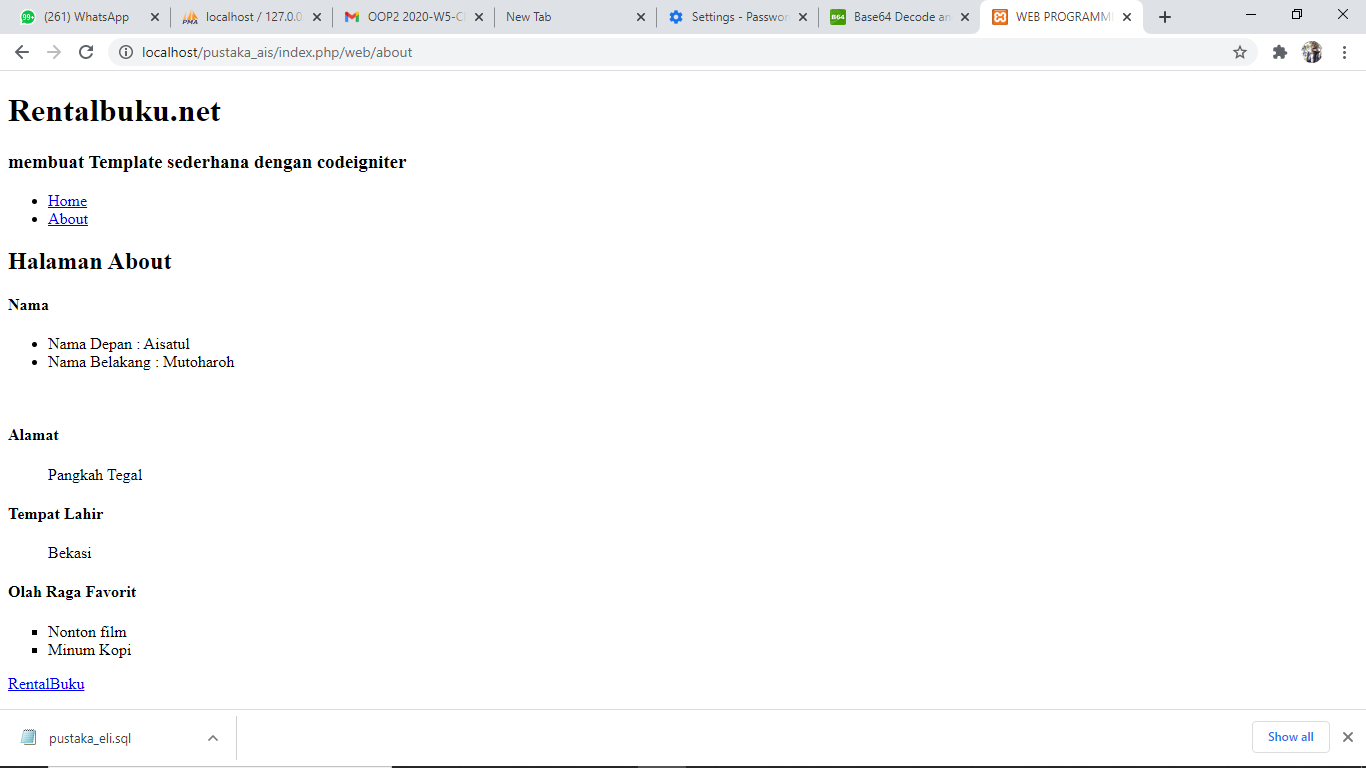 (261) WhatsApp
localhost / 127.0.0
OOP2 2020-W5-Cl
New Tab
Settings - Passwor
Base64 Decode an
WEB PROGRAMMI
localhost/pustaka_ais/index.php/web/about
Rentalbuku.net
membuat Template sederhana dengan codeigniter
Home
About
Halaman About
Nama
Nama Depan : Aisatul
Nama Belakang : Mutoharoh
Alamat
Pangkah Tegal
Tempat Lahir
Bekasi
Olah Raga Favorit
Nonton film
Minum Kopi
RentalBuku
pustaka_eli.sql
Show all